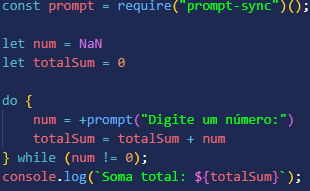 const prompt = require("prompt-sync")();
let num = NaN
let totalSum = 0
do {
num = +prompt("Digite um número:")
totalSum = totalSum + num
} while (num != 0);
console.log(`Soma total: ${totalSum}`);